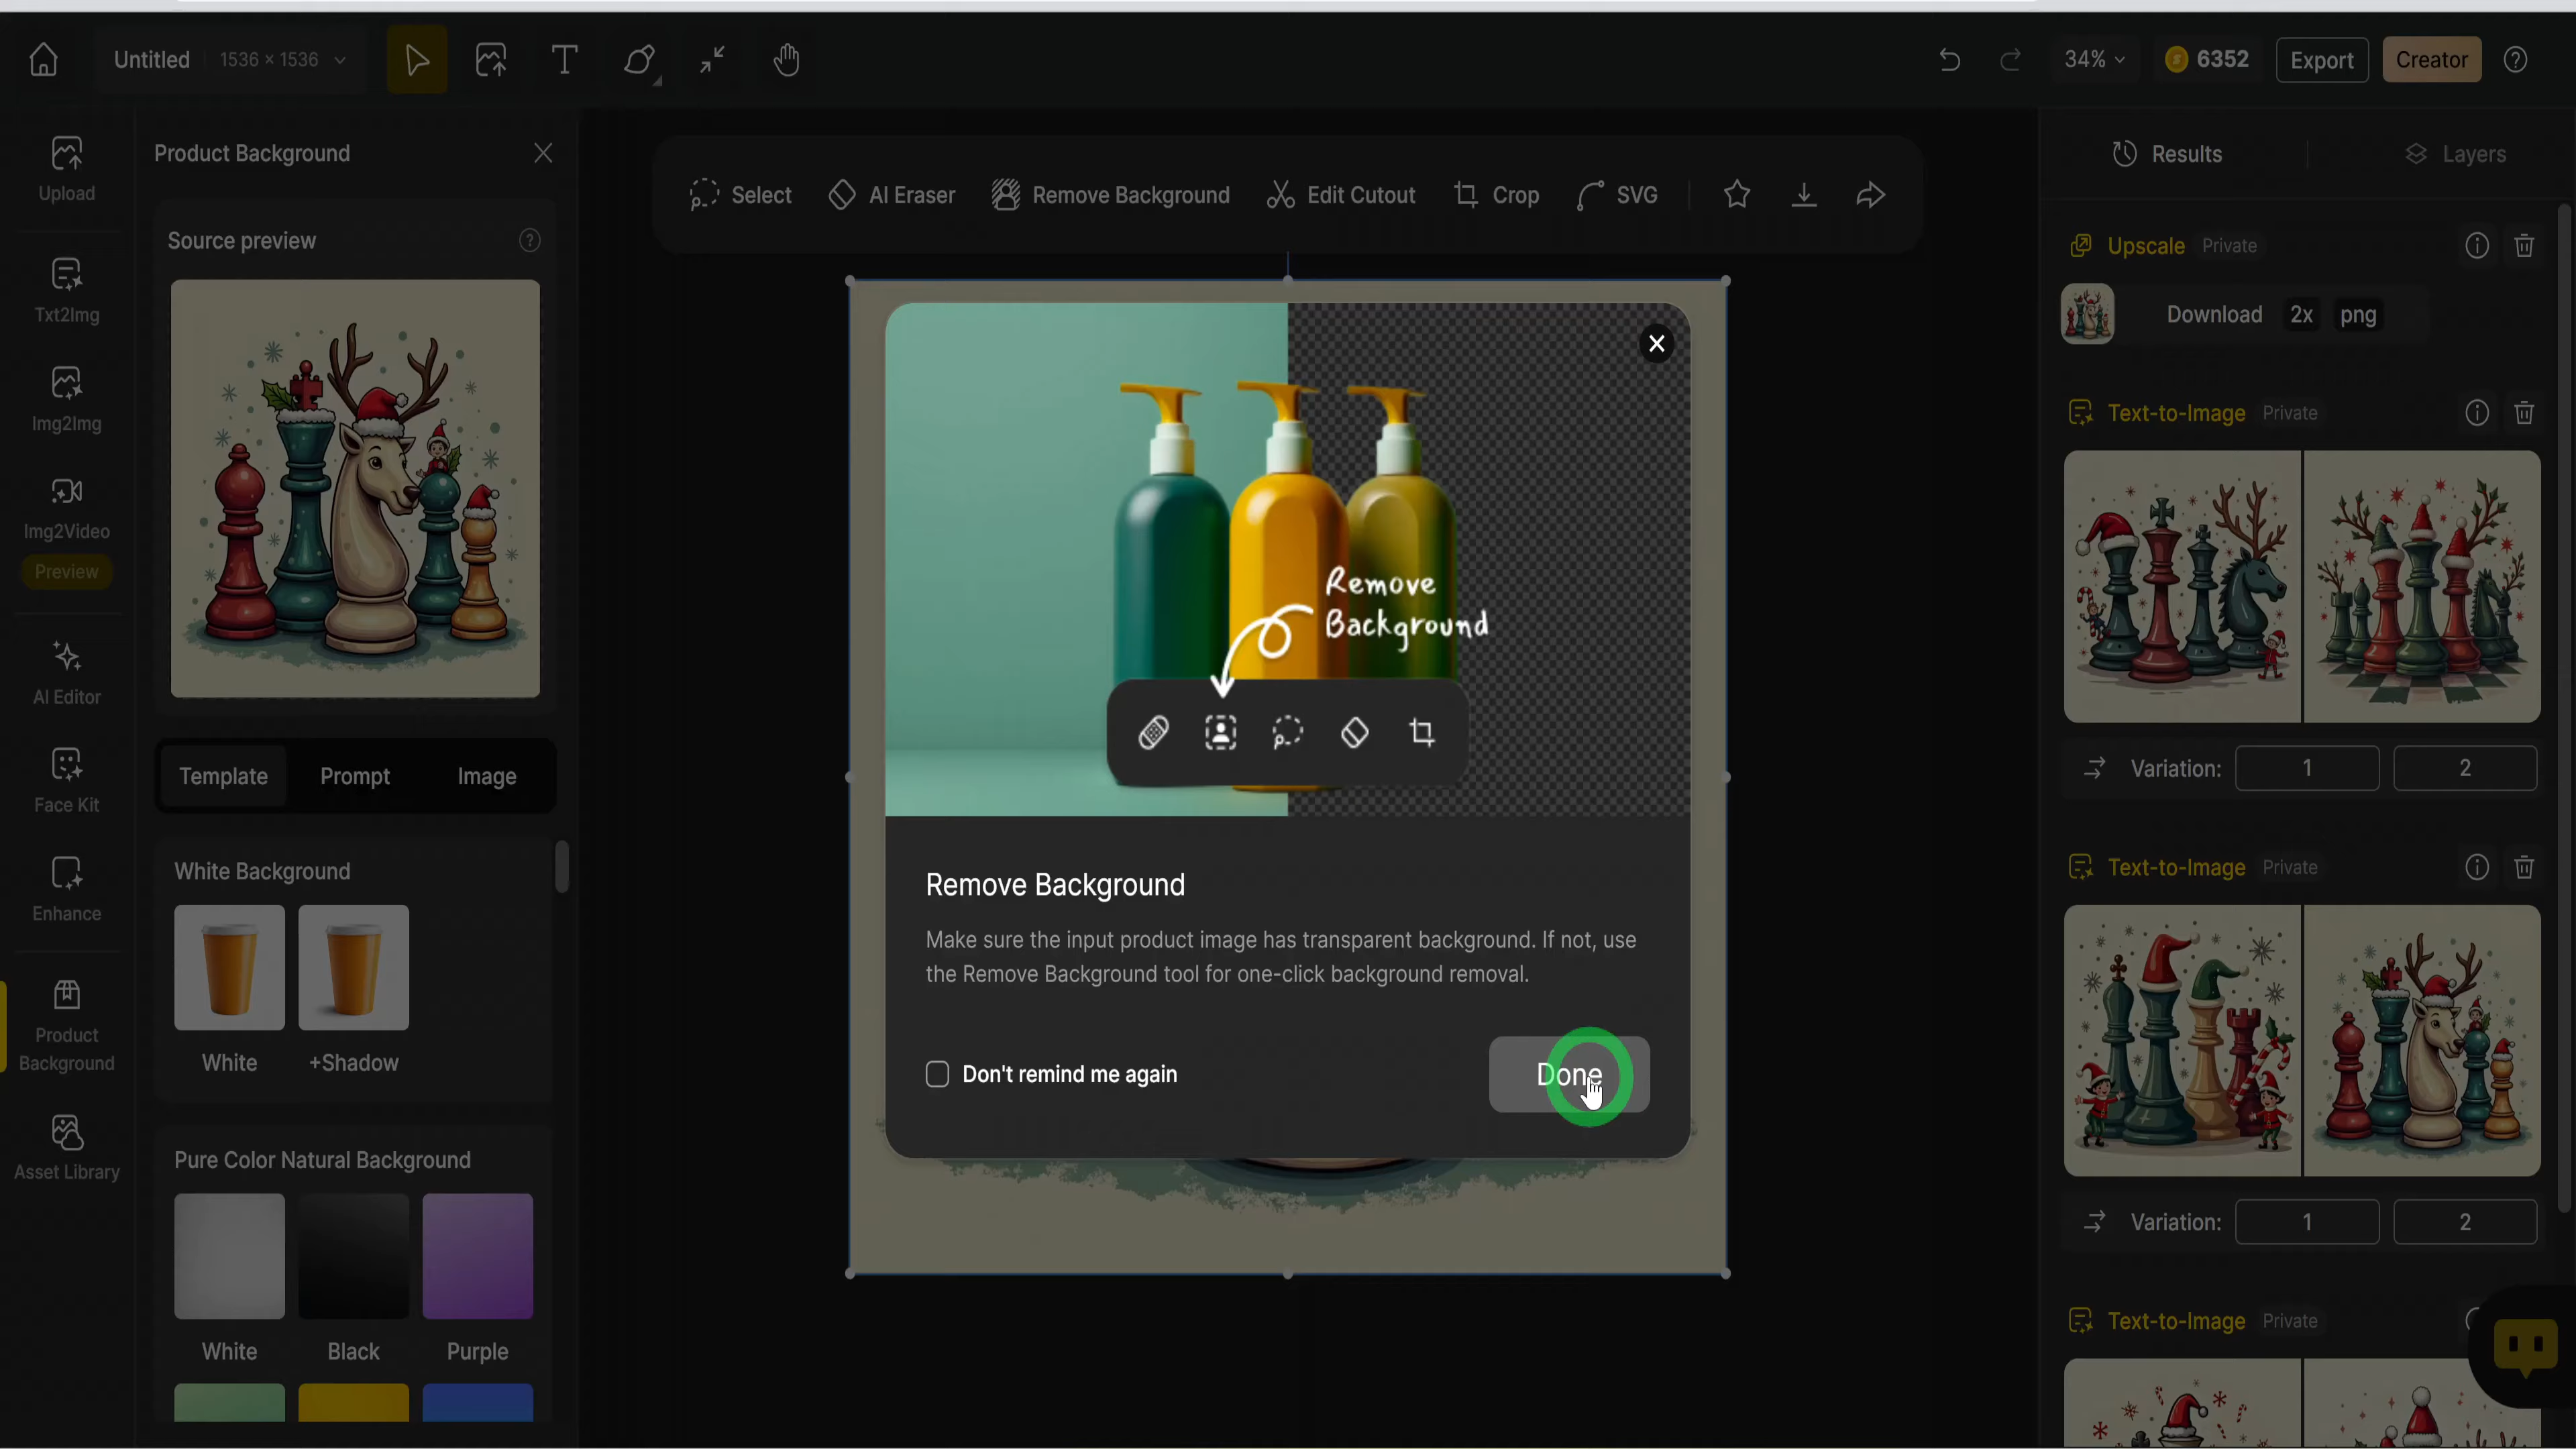 Untitled 1536 × 1536
34% 6352 Export Creator
Upload
Txt2Img
Img2Img
Img2Video
Preview
AI Editor
Face Kit
Enhance
Product
Background
Asset Library
Product Background
Source preview
Template Prompt Image
White Background
White +Shadow
Pure Color Natural Background
White Black Purple
Select AI Eraser Remove Background Edit Cutout Crop SVG
Remove
Background
Remove Background
Make sure the input product image has transparent background. If not, use
the Remove Background tool for one-click background removal.
Don't remind me again
Done
Results Layers
Upscale Private
Download 2x png
Text-to-Image Private
Variation: 1 2
Text-to-Image Private
Variation: 1 2
Text-to-Image Private